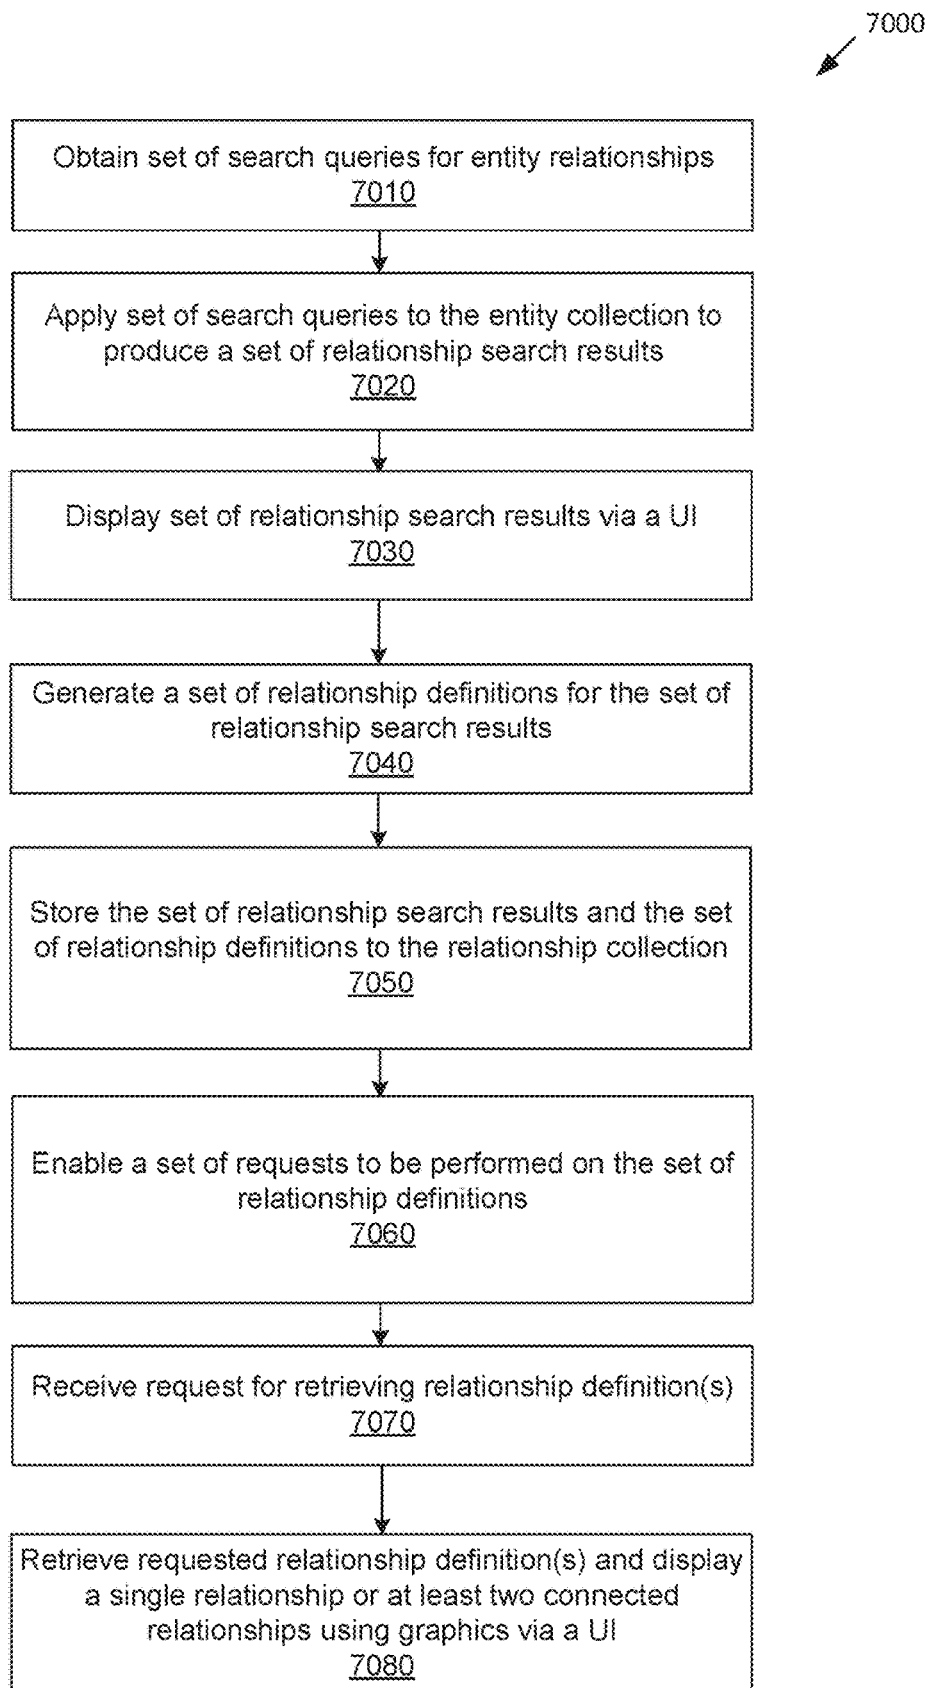 7000
Obtain set of search queries for entity relationships
7010
Apply set of search queries to the entity collection to
produce a set of relationship search results
7020
Display set of relationship search results via a UI
7030
Generate a set of relationship definitions for the set of
relationship search results
7040
Store the set of relationship search results and the set
of relationship definitions to the relationship collection
7050
Enable a set of requests to be performed on the set of
relationship definitions
7060
Receive request for retrieving relationship definition(s)
7070
Retrieve requested relationship definition(s) and display
a single relationship or at least two connected
relationships using graphics via a UI
7080